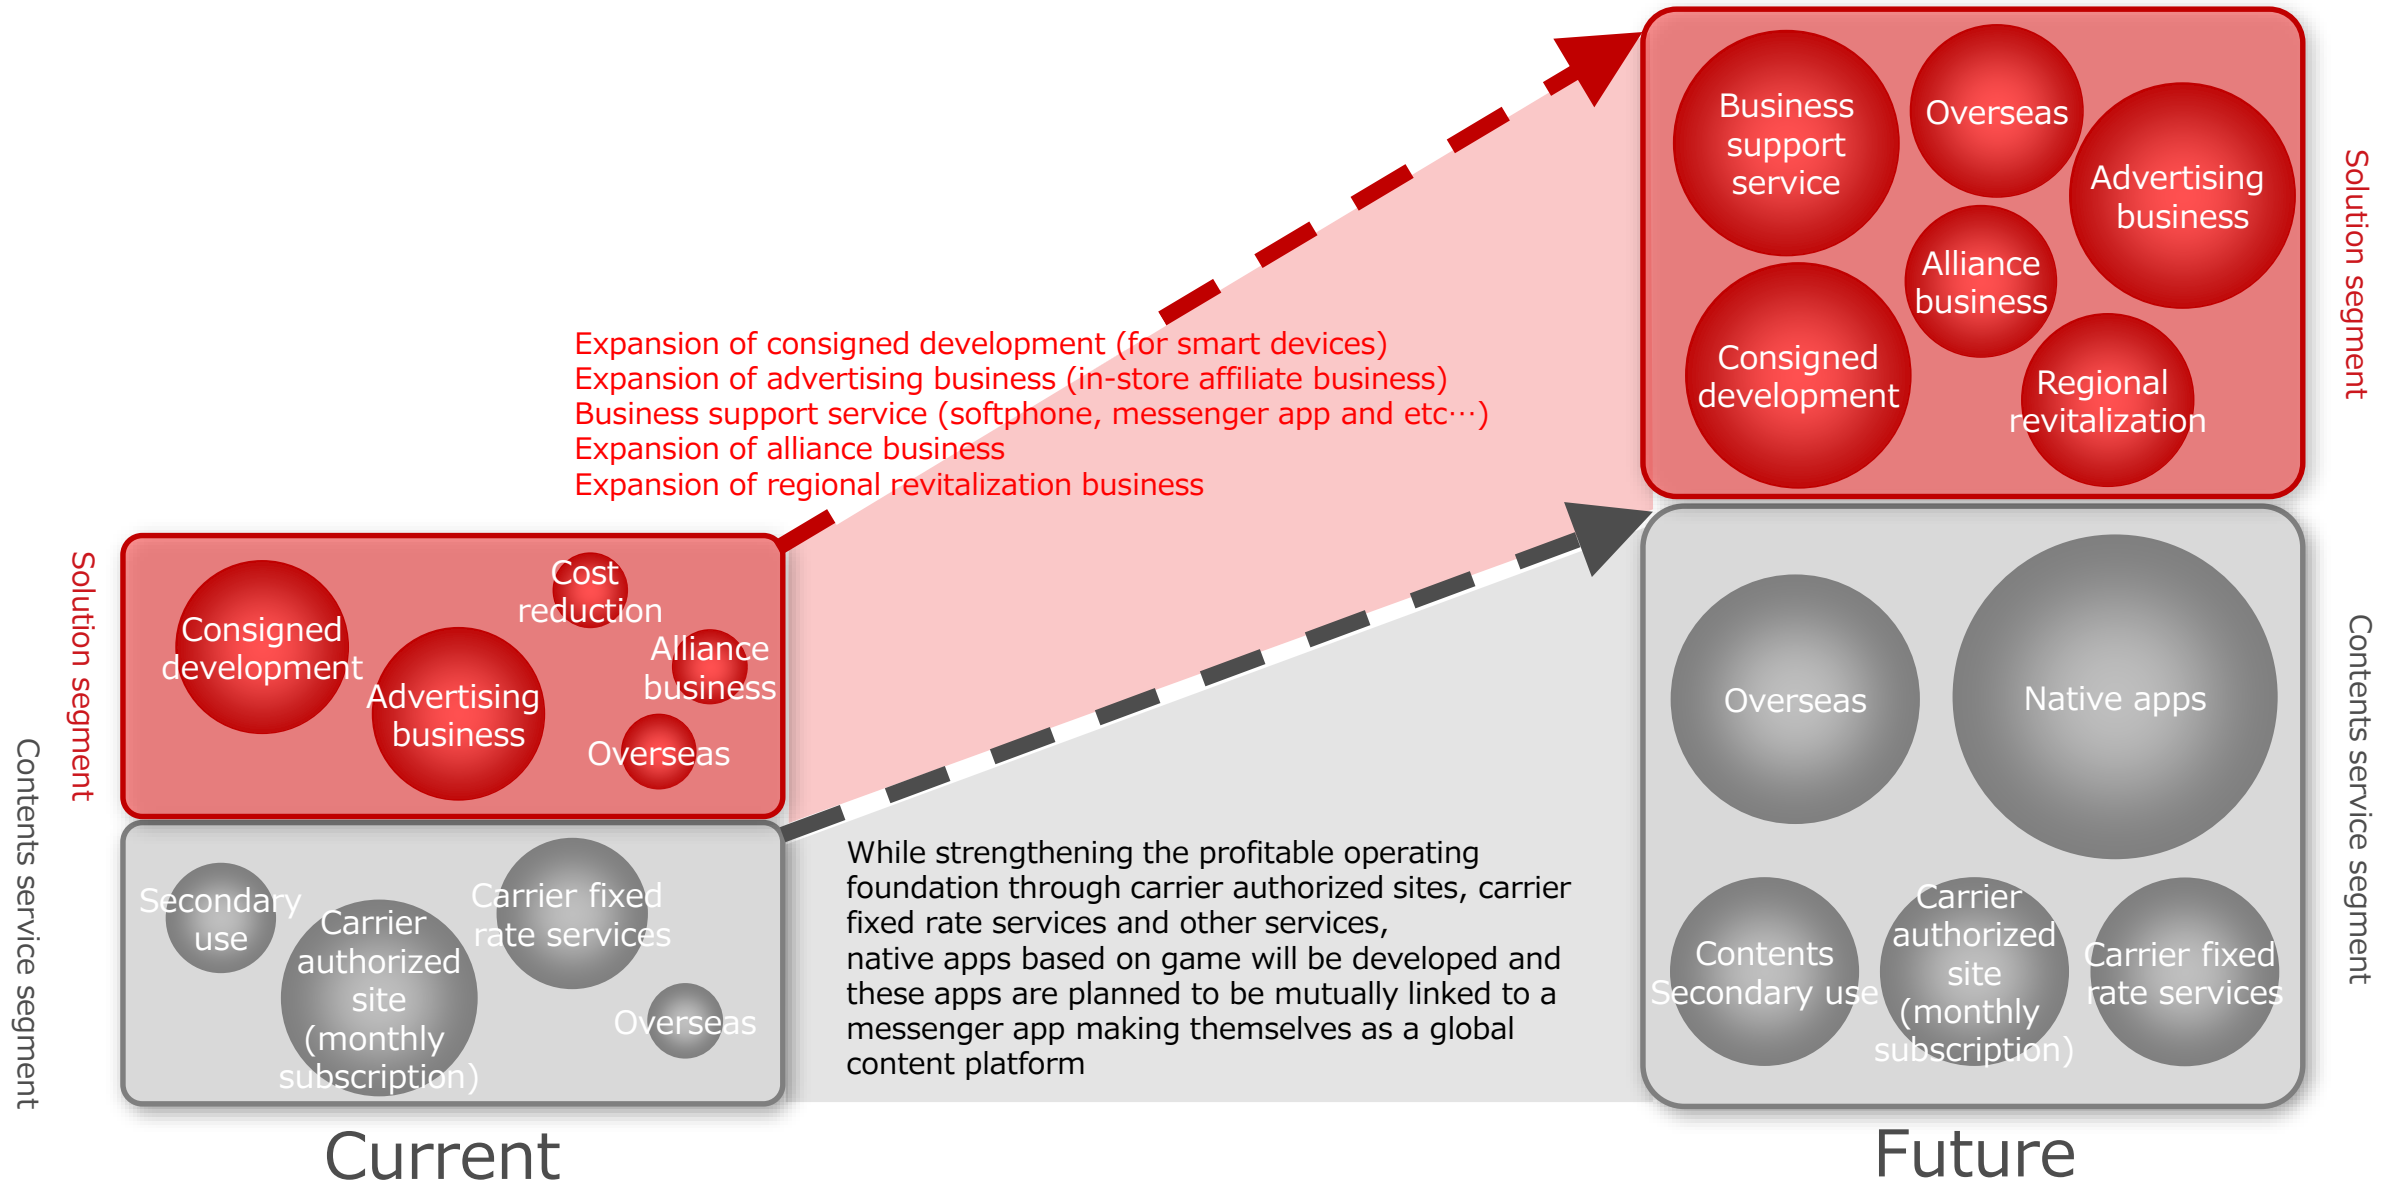 Expansion of consigned development (for smart devices)
Expansion of advertising business (in-store affiliate business)
Business support service (softphone, messenger app and etc⋯)
Expansion of alliance business
Expansion of regional revitalization business
Solution segment
Consigned
development
Advertising
business
Cost
reduction
Alliance
business
Overseas
Contents service segment
Secondary
use
Carrier
authorized
site
(monthly
subscription)
Carrier fixed
rate services
Overseas
Current
While strengthening the profitable operating
foundation through carrier authorized sites, carrier
fixed rate services and other services,
native apps based on game will be developed and
these apps are planned to be mutually linked to a
messenger app making themselves as a global
content platform
Business
support
service
Overseas
Advertising
business
Alliance
business
Consigned
development
Regional
revitalization
Solution segment
Overseas
Native apps
Contents
Secondary use
Carrier
authorized
site
(monthly
subscription)
Carrier fixed
rate services
Contents service segment
Future